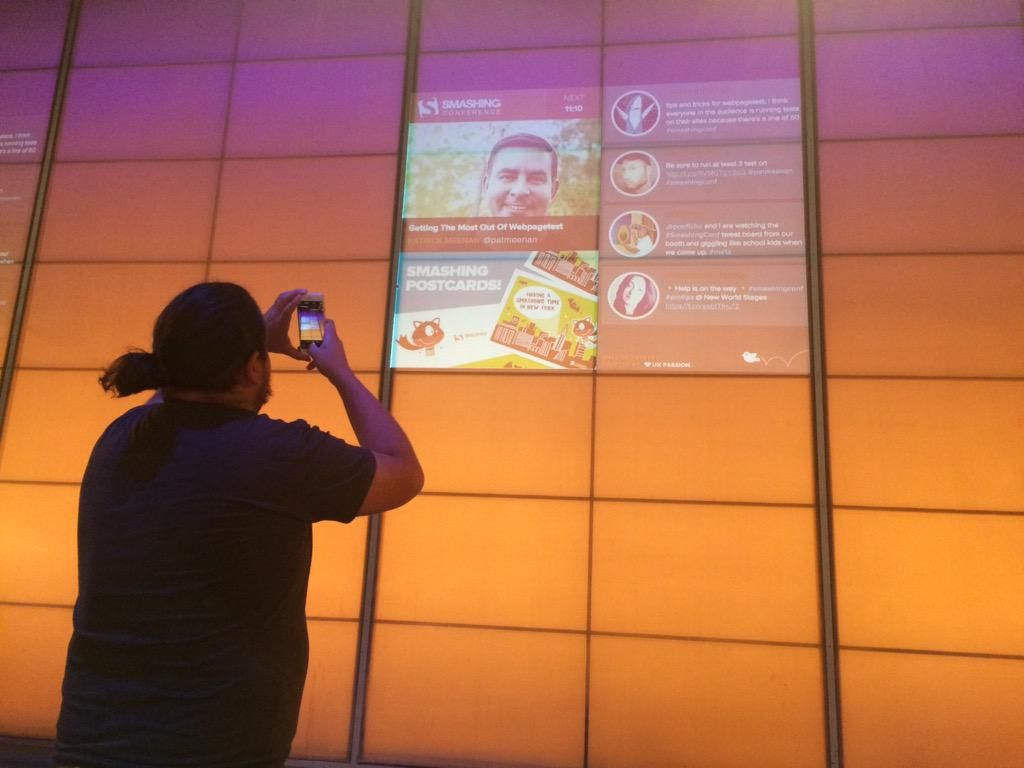 SMASHING
CONFERENCE
NEXT
11:10
Getting The Most Out Of Webpagetest
PATRICK MEENAN @patmeenan
SMASHING
POSTCARDS!
HAVING A
SMASHING TIME
IN NEW YORK
tips and tricks for webpagetest. I think
everyone in the audience is running tests
on their sites because there's a line of 60
#smashingconf
Be sure to run at least 3 test on
@patmeenan
#smashingconf
and I are watching the
#SmashingConf tweet board from our
booth and giggling like school kids when
we come up. #meta
Help is on the way #smashingconf
#protips @ New World Stages
UX PASSION